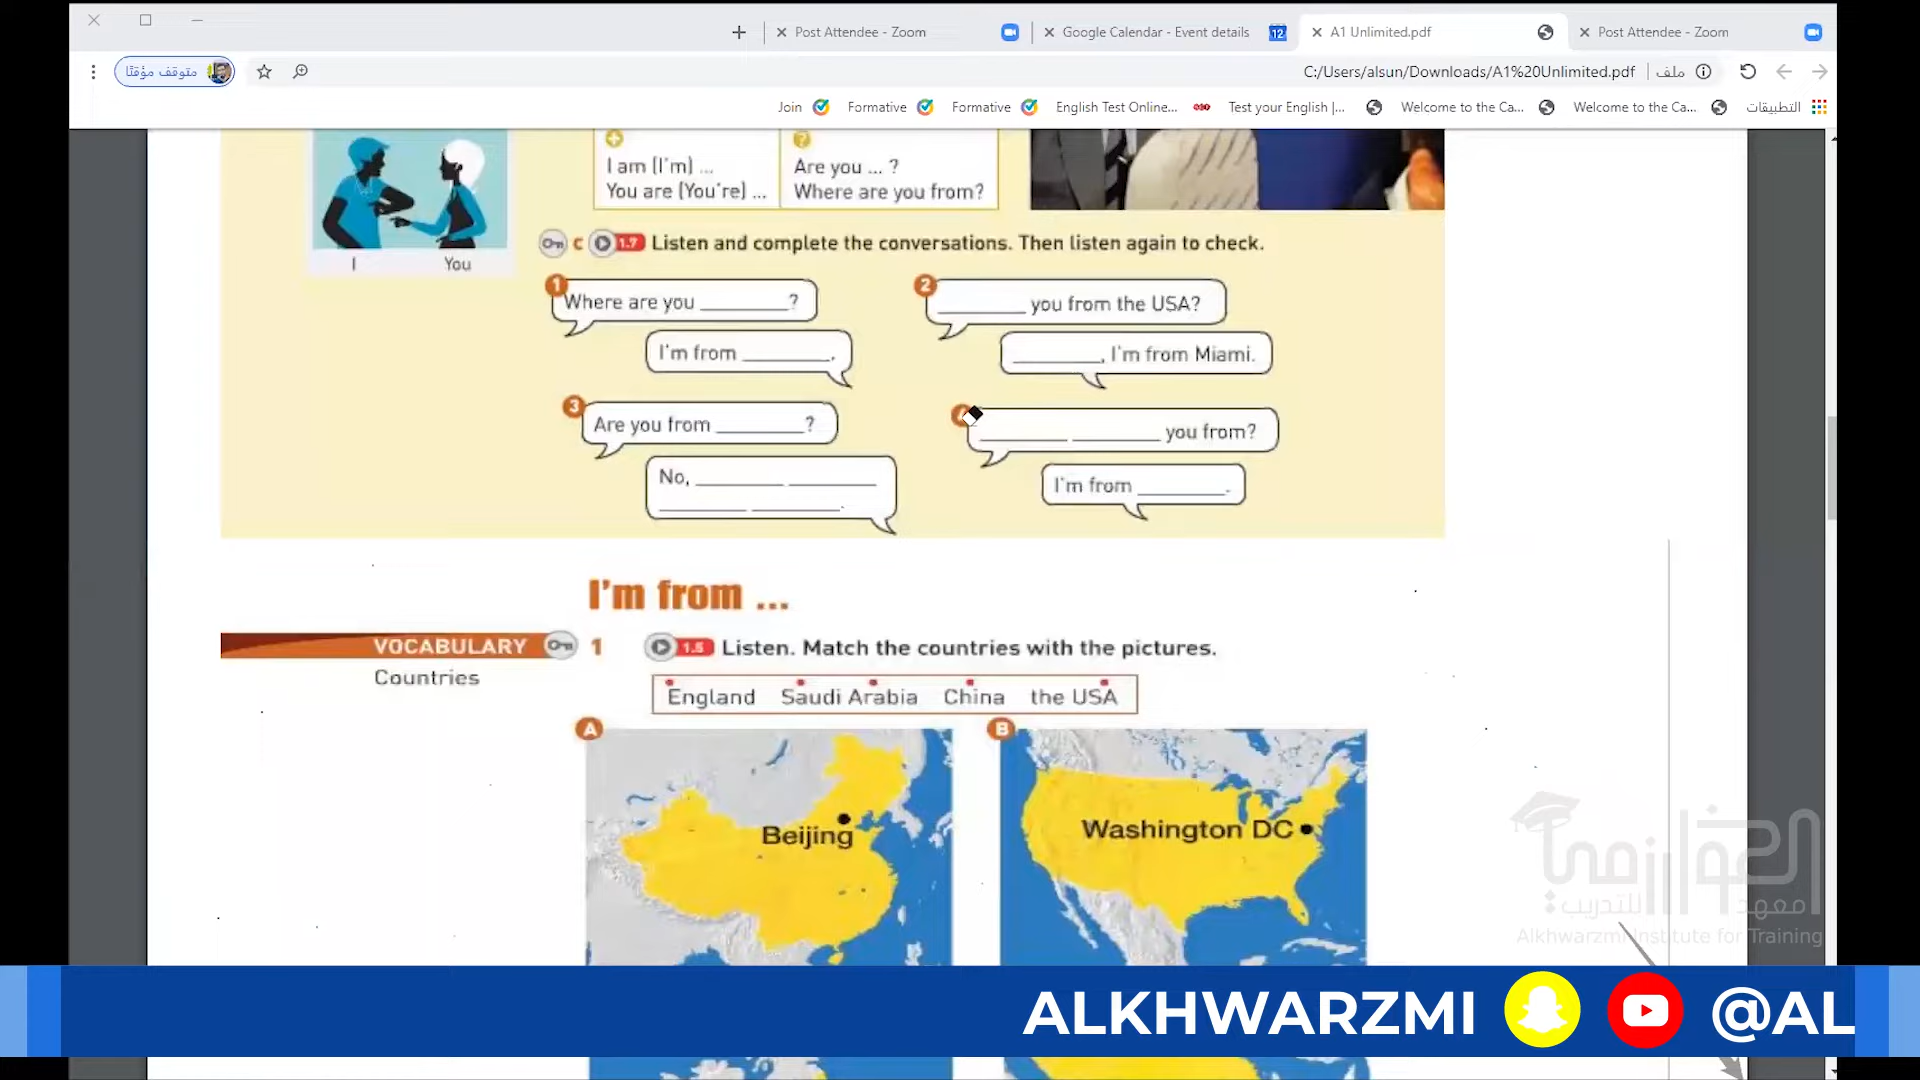 Post Attendee - Zoom
Google Calendar - Event details
12
A1 Unlimited.pdf
Post Attendee - Zoom
متوقف مؤقتًا
C:/Users/alsun/Downloads/A1%20Unlimited.pdf
ملف
Join
Formative
Formative
English Test Online...
Test your English |...
Welcome to the Ca...
Welcome to the Ca...
التطبيقات
I am (I'm) ...
You are (You're) ...
Are you ... ?
Where are you from?
I You
C 1.7 Listen and complete the conversations. Then listen again to check.
1
Where are you ________?
I'm from ________.
2
________ you from the USA?
________, I'm from Miami.
3
Are you from ________?
No, ________ ________
________ ________.
________ ________ you from?
I'm from ________.
I'm from ...
VOCABULARY
Countries
1 1.8 Listen. Match the countries with the pictures.
England Saudi Arabia China the USA
A
Beijing
B
Washington DC
الخوارزمي
معهد للتدريب
Alkhwarzmi Institute for Training
ALKHWARZMI
@AL